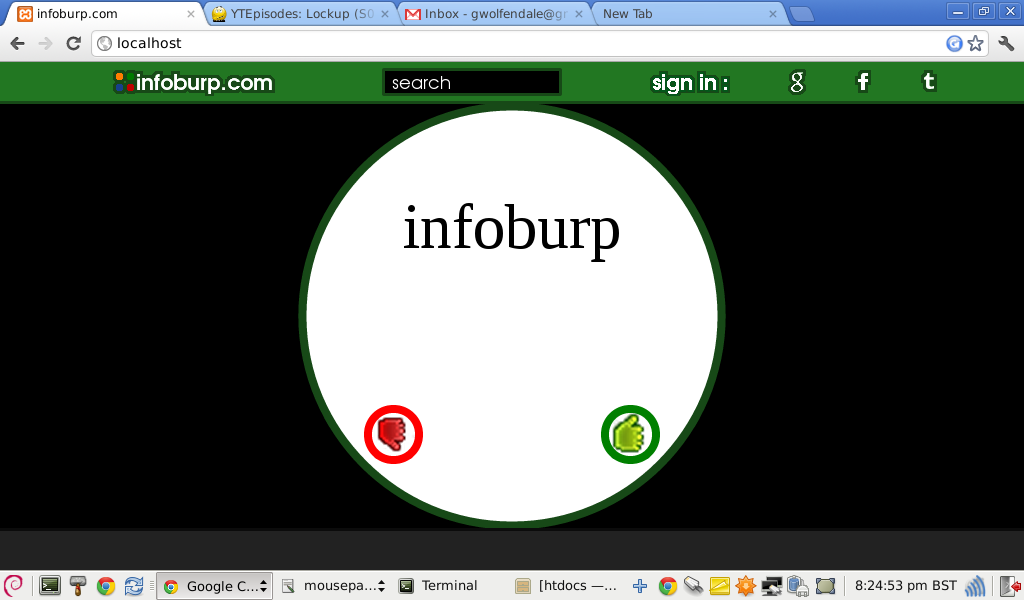 infoburp.com
YTEpisodes: Lockup (S0
Inbox - gwolfendale@gr
New Tab
localhost
infoburp.com
search
sign in :
g
f
t
infoburp
Google C...
mousepa...
Terminal
[htdocs —...
8:24:53 pm BST